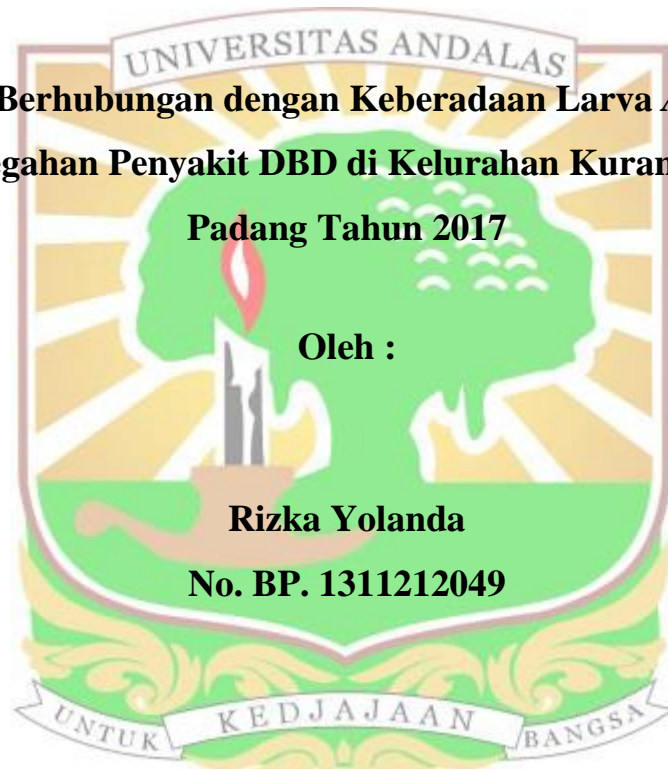 UNIVERSITAS ANDALAS
Berhubungan dengan Keberadaan Larva
egahan Penyakit DBD di Kelurahan Kuran
Padang Tahun 2017
Oleh :
Rizka Yolanda
No. BP. 1311212049
UNTUK KEDJAJAAN BANGSA